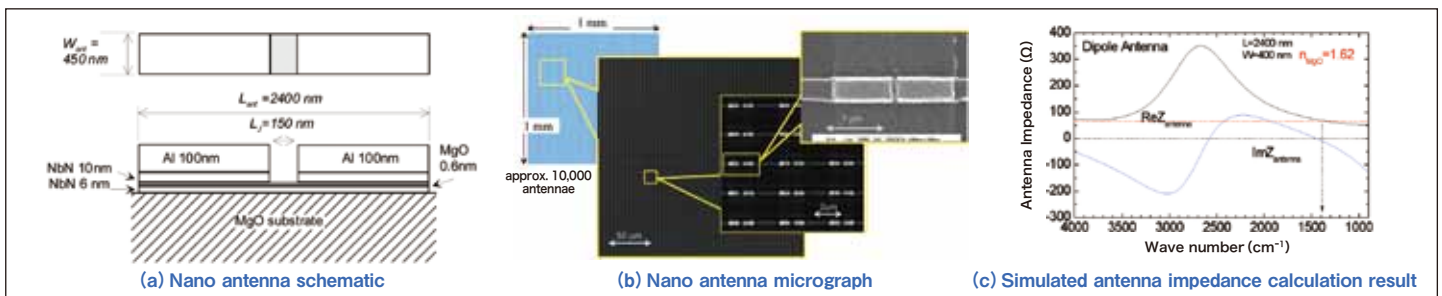 W_ant =
450 nm
L_ant =2400 nm
L_J=150 nm
Al 100nm
Al 100nm
MgO
0.6nm
NbN 10nm
NbN 6 nm
MgO substrate
(a) Nano antenna schematic
1 mm
1 mm
approx. 10,000
antennae
50 μm
(b) Nano antenna micrograph
Antenna Impedance (Ω)
400
350
300
200
100
0
-100
-200
-300
Dipole Antenna
L=2400 nm
W=400 nm
n_MgO=1.62
ReZ_antenna
ImZ_antenna
4000
3500
3000
2500
2000
1500
1000
Wave number (cm⁻¹)
(c) Simulated antenna impedance calculation result